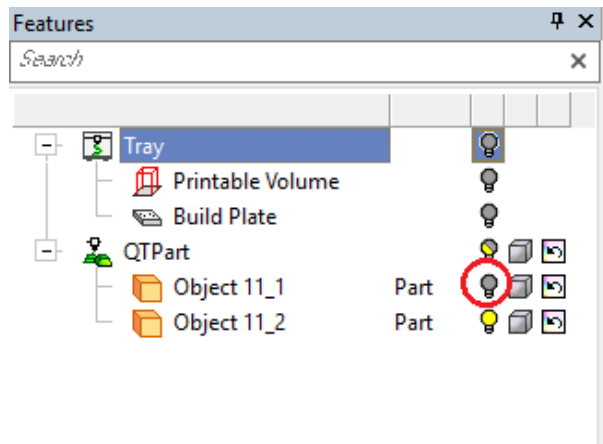 Features
Search
Tray
Printable Volume
Build Plate
QTPart
Object 11_1 Part
Object 11_2 Part